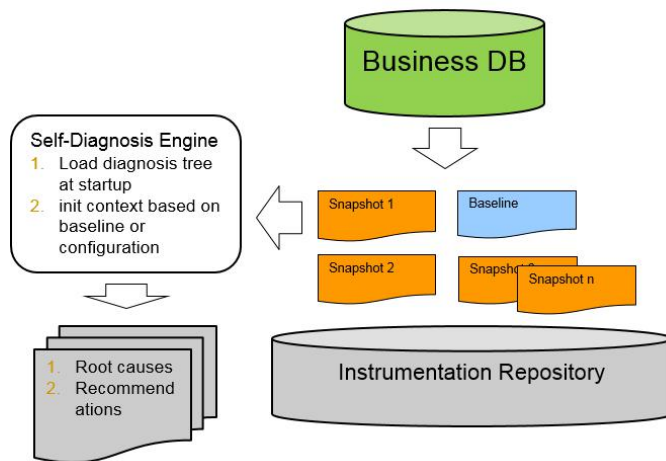 Business DB
Self-Diagnosis Engine
1. Load diagnosis tree
at startup
2. init context based on
baseline or
configuration
Snapshot 1
Baseline
Snapshot 2
Snapshot
Snapshot n
1. Root causes
2. Recommend
ations
Instrumentation Repository